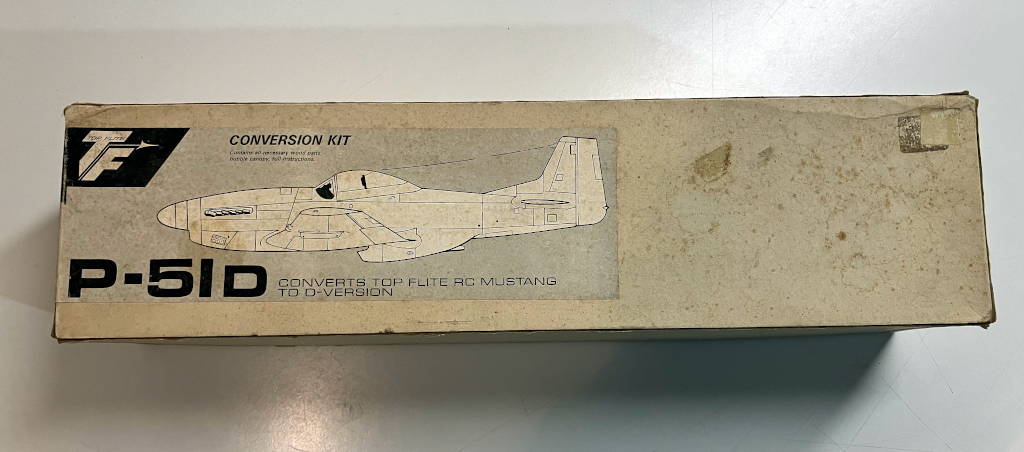 TOP FLITE
TF
CONVERSION KIT
Contains all necessary wood parts,
bubble canopy, full instructions.
P-51D
CONVERTS TOP FLITE RC MUSTANG
TO D-VERSION